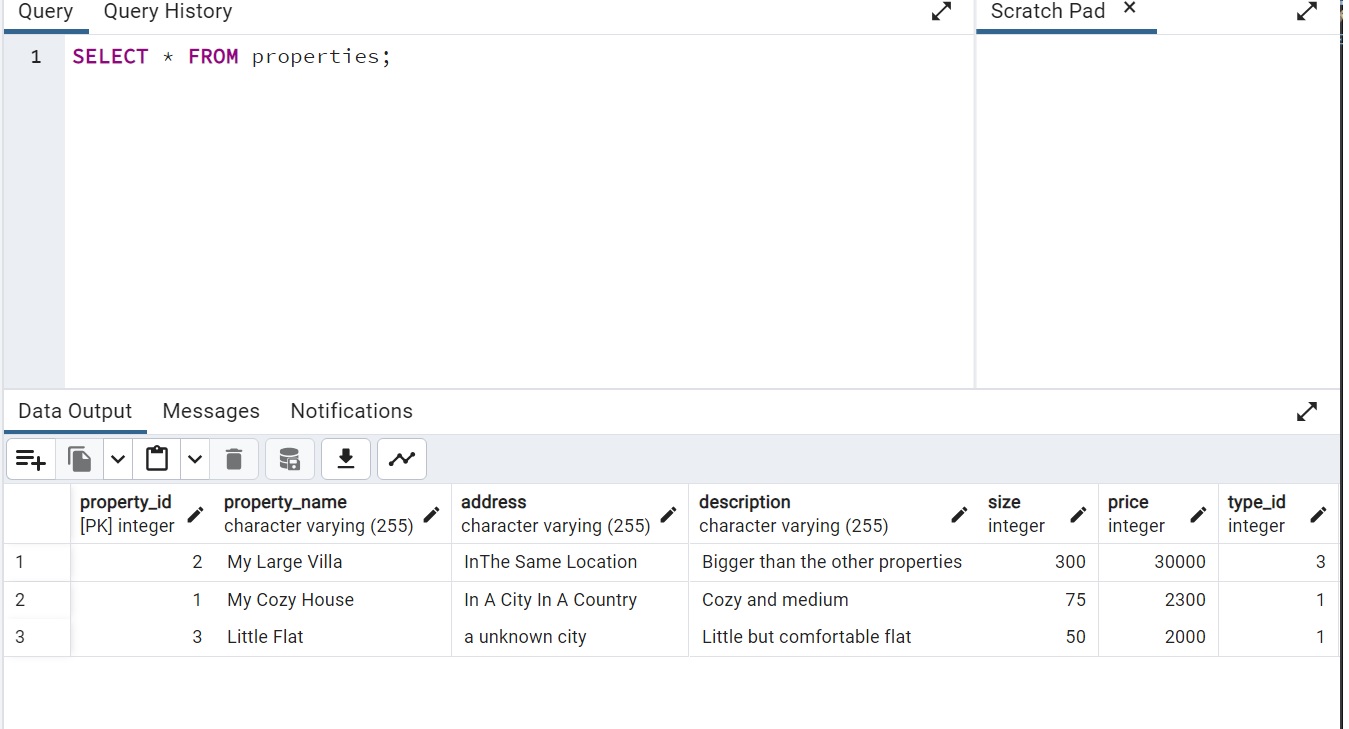 Query Query History Scratch Pad ×
1 SELECT * FROM properties;
Data Output Messages Notifications
property_id property_name address description size price type_id
[PK] integer character varying (255) character varying (255) character varying (255) integer integer integer
1 2 My Large Villa InThe Same Location Bigger than the other properties 300 30000 3
2 1 My Cozy House In A City In A Country Cozy and medium 75 2300 1
3 3 Little Flat a unknown city Little but comfortable flat 50 2000 1